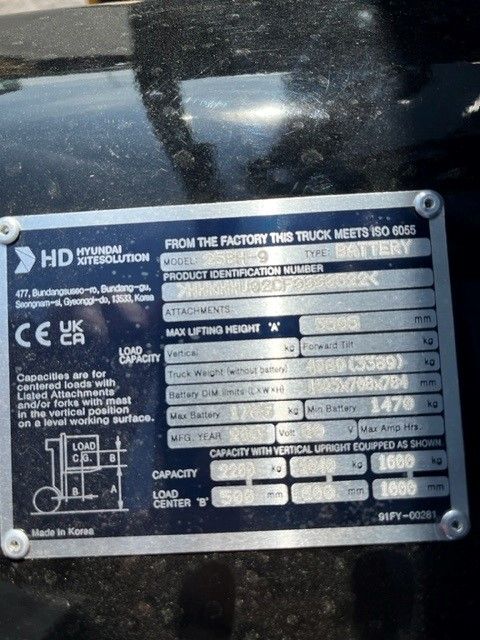 HD HYUNDAI XITESOLUTION
477, Bundangsuseo-ro, Bundang-gu,
Seongnam-si, Gyeonggi-do, 13533, Korea
CE UK CA
Capacities are for
centered loads with
Listed Attachments
and/or forks with mast
in the vertical position
on a level working surface.
LOAD
C.G.
B
B
A
Made in Korea
FROM THE FACTORY THIS TRUCK MEETS ISO 6055
MODEL: TYPE: BATTERY
PRODUCT IDENTIFICATION NUMBER
ATTACHMENTS:
MAX LIFTING HEIGHT 'A' mm
LOAD CAPACITY Vertical kg Forward Tilt kg
Truck Weight (without battery) kg
Battery DIM limits (LXWXH)
Max Battery kg Min Battery 1470 kg
MFG. YEAR Volt V Max Amp Hrs.
CAPACITY WITH VERTICAL UPRIGHT EQUIPPED AS SHOWN
CAPACITY kg kg 1600 kg
LOAD CENTER 'B' 500 mm mm 1000 mm
91FY-00281